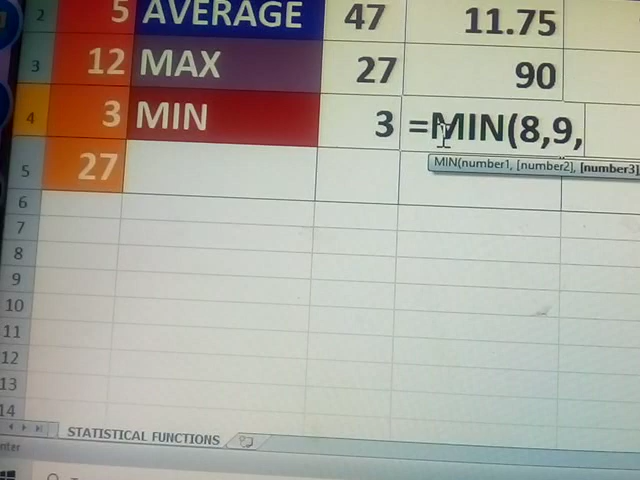 2 5 AVERAGE 47 11.75
3 12 MAX 27 90
4 3 MIN 3 =MIN(8,9,
MIN(number1, [number2], [number3],
5 27
6
7
8
9
10
11
12
13
14
STATISTICAL FUNCTIONS